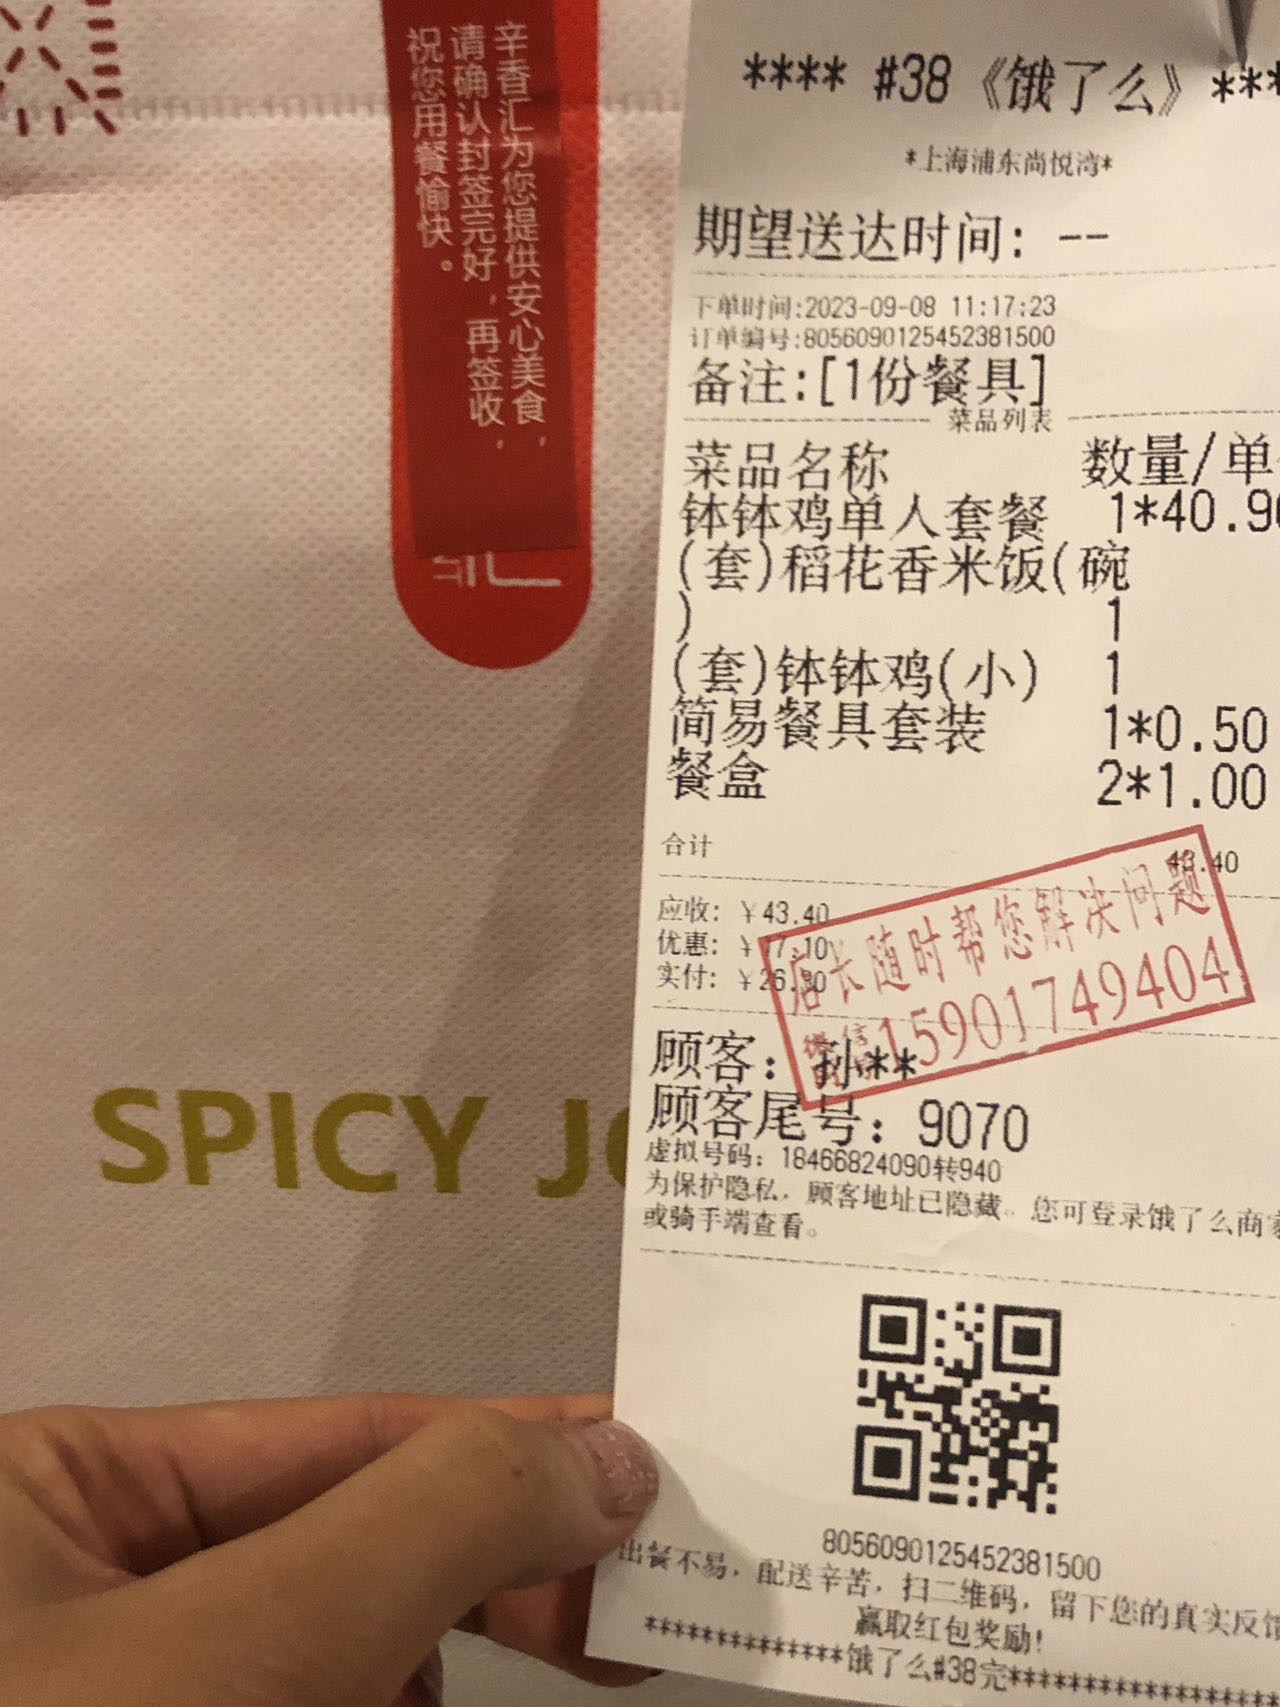 辛香汇为您提供安心美食，
请确认封签完好，再签收，
祝您用餐愉快。
汇
SPICY JO
**** #38《饿了么》***
*上海浦东尚悦湾*
期望送达时间: --
下单时间:2023-09-08 11:17:23
订单编号:8056090125452381500
备注:[1份餐具]
菜品列表
菜品名称 数量/单
钵钵鸡单人套餐 1*40.90
(套)稻花香米饭(碗
) 1
(套)钵钵鸡(小) 1
简易餐具套装 1*0.50
餐盒 2*1.00
合计 43.40
应收: ￥43.40
优惠: ￥17.10
实付: ￥26.30
店长随时帮您解决问题
微信 15901749404
顾客: 孙**
顾客尾号: 9070
虚拟号码: 18466824090转940
为保护隐私，顾客地址已隐藏。您可登录饿了么商家
或骑手端查看。
8056090125452381500
出餐不易，配送辛苦，扫二维码，留下您的真实反馈
赢取红包奖励!
**************饿了么#38完******************